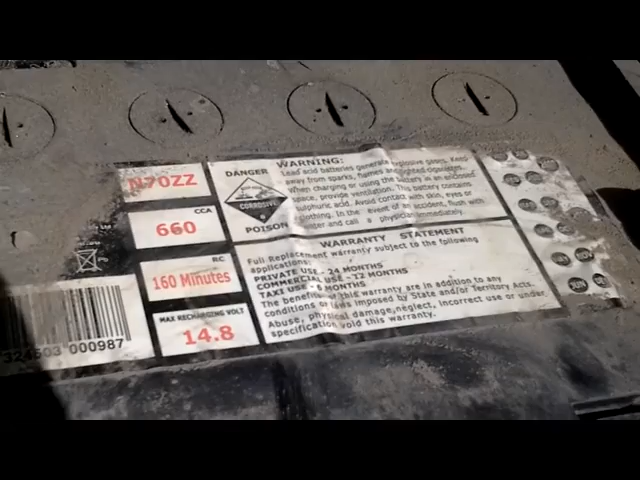 N70ZZ
CCA
660
RC
160 Minutes
MAX RECHARGING VOLT
14.8
324503 000987
DANGER
CORROSIVE
POISON
WARNING:
Lead acid batteries generate explosive gases. Keep
away from sparks, flames and lighted cigarettes.
When charging or using the battery in an enclosed
space, provide ventilation. This battery contains
sulphuric acid. Avoid contact with skin, eyes or
clothing. In the event of an accident, flush with
water and call a physician immediately
WARRANTY STATEMENT
Full Replacement warranty subject to the following
applications:
PRIVATE USE - 24 MONTHS
COMMERCIAL USE - 12 MONTHS
TAXI USE - 6 MONTHS
The benefits of this warranty are in addition to any
conditions or laws imposed by State and/or Territory Acts.
Abuse, physical damage, neglect, incorrect use or under
specification void this warranty.